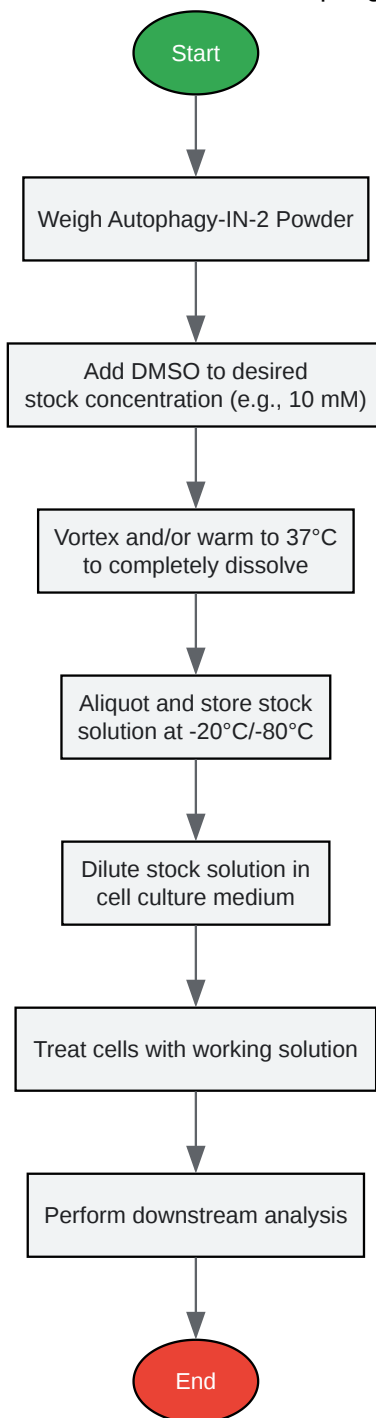 Start
Weigh Autophagy-IN-2 Powder
Add DMSO to desired
stock concentration (e.g., 10 mM)
Vortex and/or warm to 37°C
to completely dissolve
Aliquot and store stock
solution at -20°C/-80°C
Dilute stock solution in
cell culture medium
Treat cells with working solution
Perform downstream analysis
End